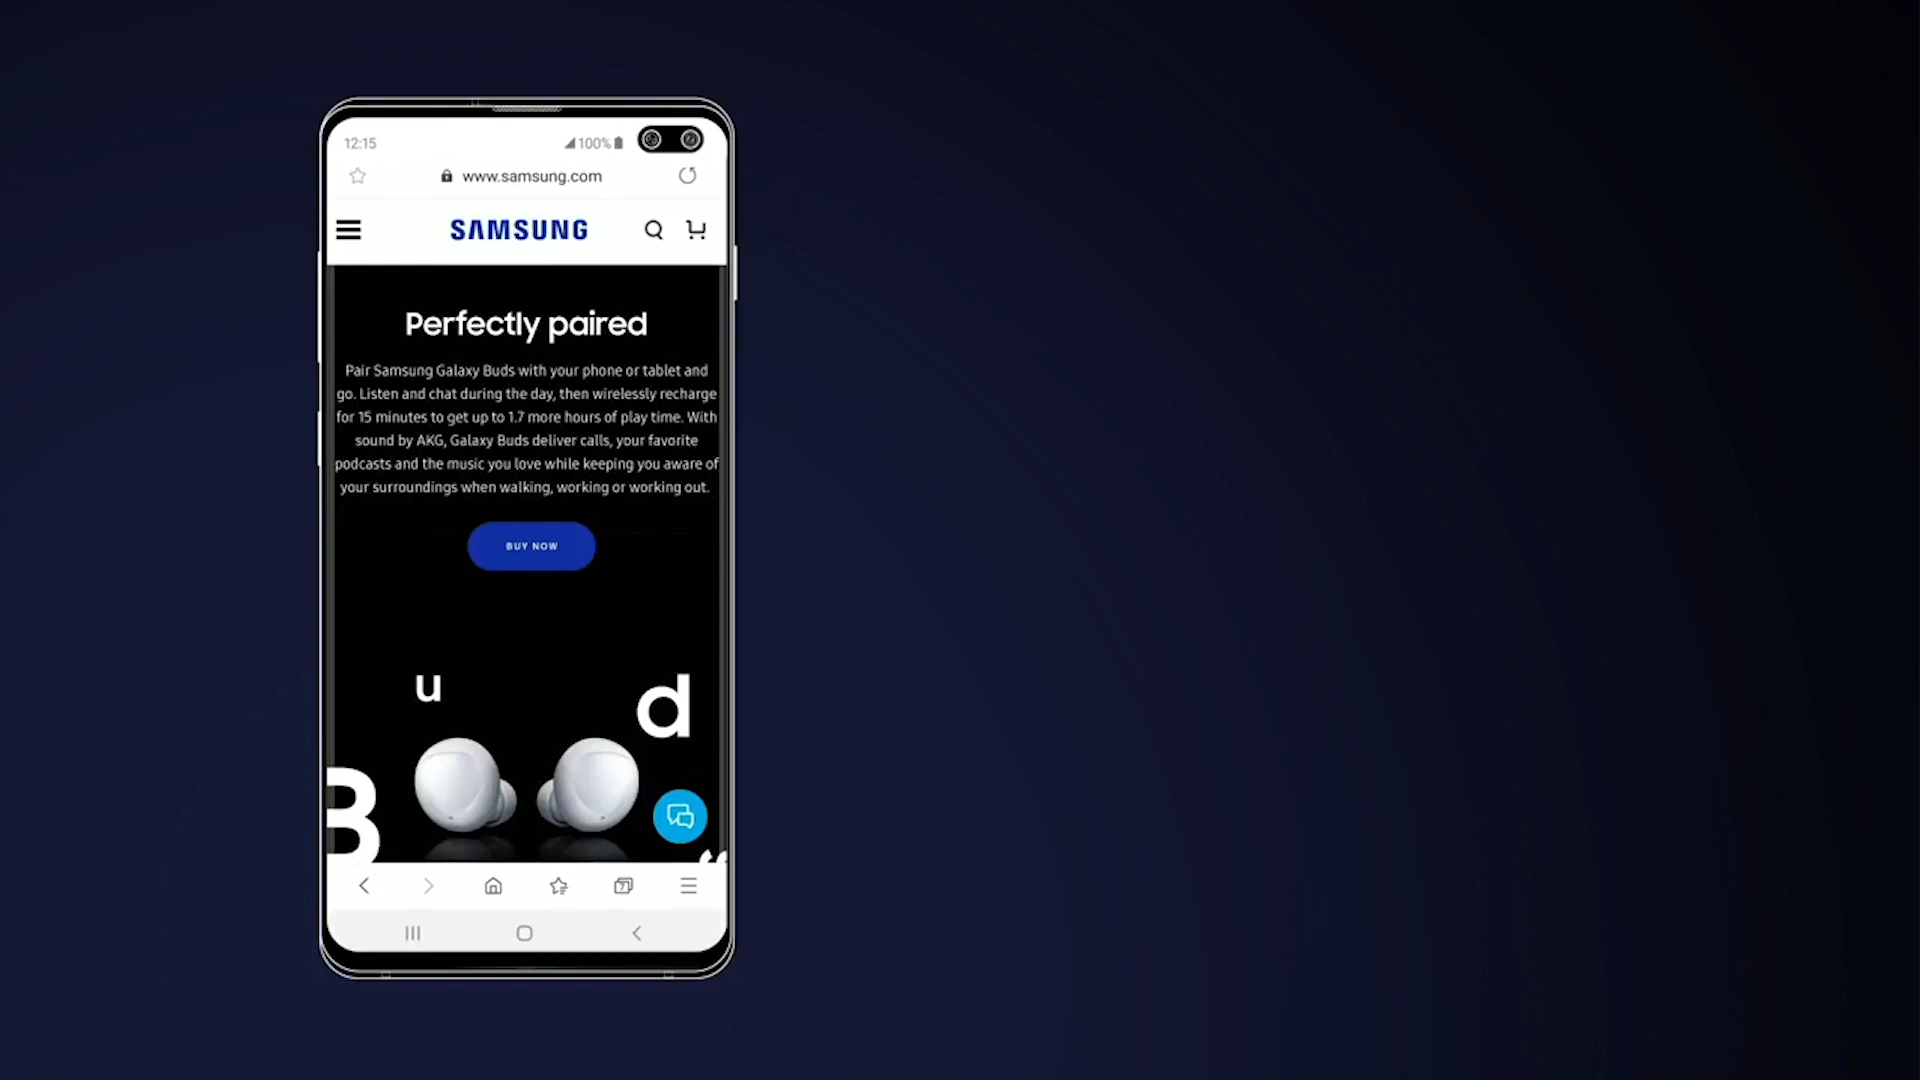 12:15
100%
www.samsung.com
SAMSUNG
Perfectly paired
Pair Samsung Galaxy Buds with your phone or tablet and
go. Listen and chat during the day, then wirelessly recharge
for 15 minutes to get up to 1.7 more hours of play time. With
sound by AKG, Galaxy Buds deliver calls, your favorite
podcasts and the music you love while keeping you aware of
your surroundings when walking, working or working out.
BUY NOW
u
d
B
“
7